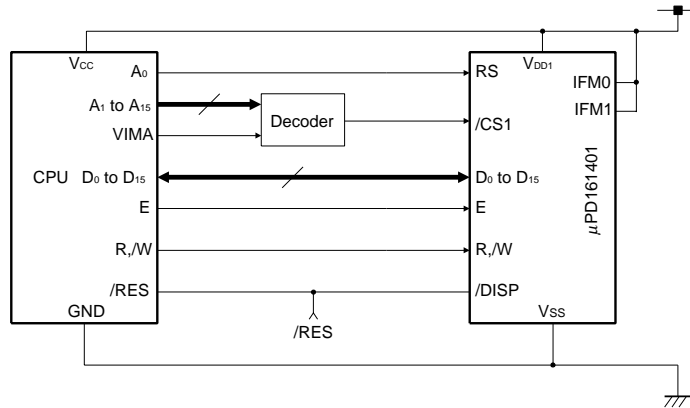 VCC
VDD1
A0
RS
IFM0
A1 to A15
IFM1
Decoder
/CS1
VIMA
CPU
D0 to D15
D0 to D15
μPD161401
E
E
R,/W
R,/W
/RES
/DISP
GND
/RES
VSS